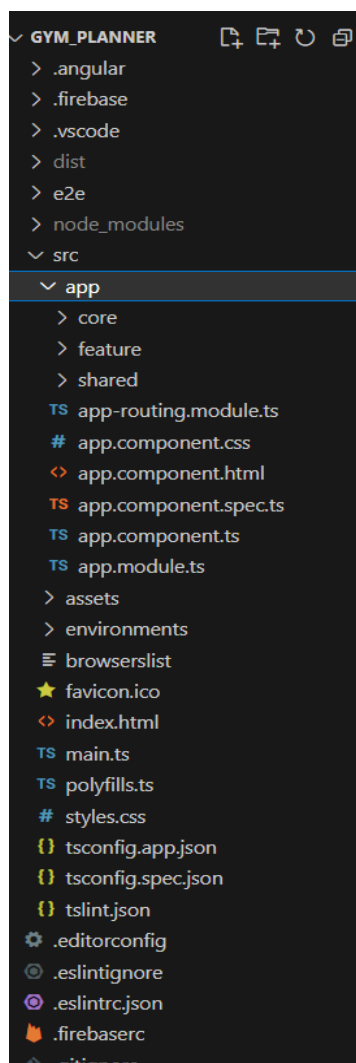 GYM_PLANNER
.angular
.firebase
.vscode
dist
e2e
node_modules
src
app
core
feature
shared
TS app-routing.module.ts
# app.component.css
<> app.component.html
TS app.component.spec.ts
TS app.component.ts
TS app.module.ts
assets
environments
browserslist
favicon.ico
<> index.html
TS main.ts
TS polyfills.ts
# styles.css
{} tsconfig.app.json
{} tsconfig.spec.json
{} tslint.json
.editorconfig
.eslintignore
.eslintrc.json
.firebaserc